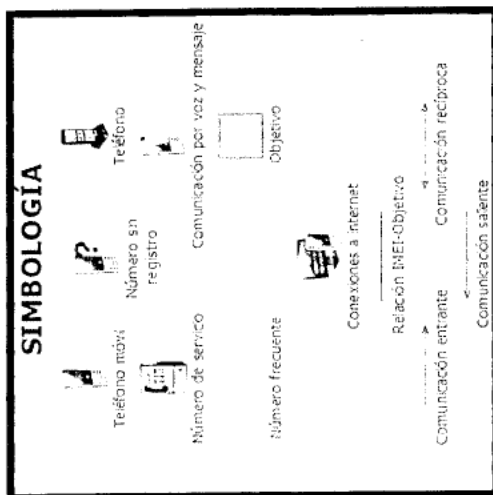 SIMBOLOGÍA
Teléfono móvil
Número sin
registro
Teléfono
Número de servicio
Comunicación por voz y mensaje
Número frecuente
Objetivo
Conexiones a internet
Relación IMEI-Objetivo
Comunicación entrante
Comunicación recíproca
Comunicación saliente